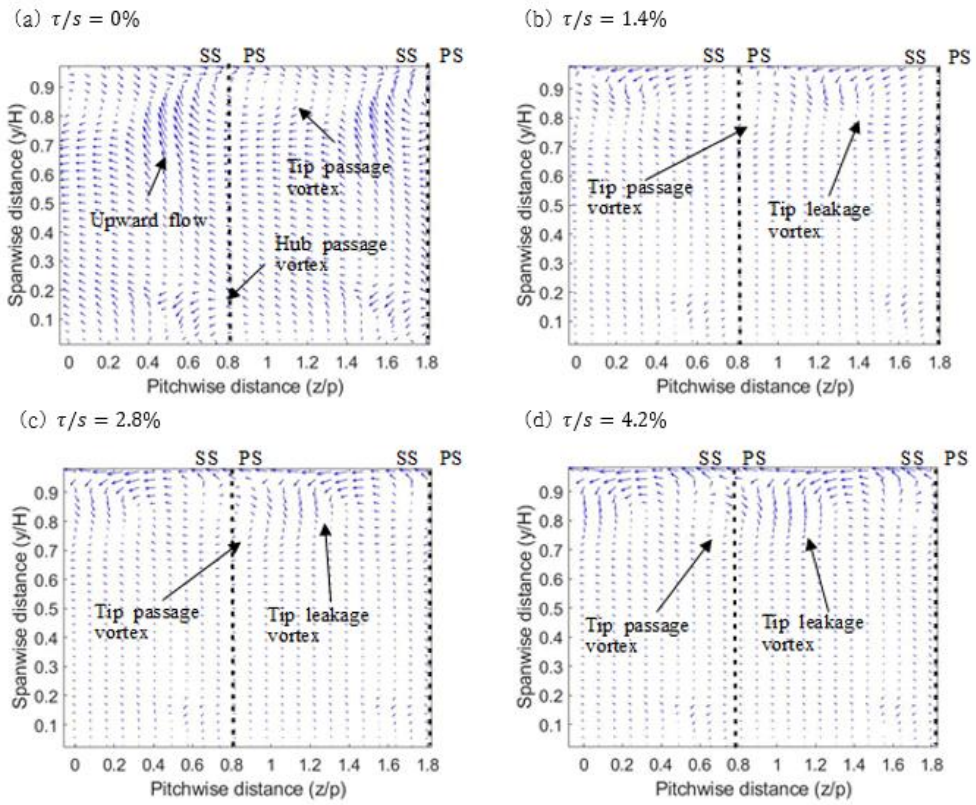 (a) τ/s = 0%
SS PS SS PS
0.9
0.8
0.7
0.6
0.5
0.4
0.3
0.2
0.1
Spanwise distance (y/H)
Tip passage
vortex
Upward flow
Hub passage
vortex
0 0.2 0.4 0.6 0.8 1 1.2 1.4 1.6 1.8
Pitchwise distance (z/p)
(b) τ/s = 1.4%
SS PS SS PS
0.9
0.8
0.7
0.6
0.5
0.4
0.3
0.2
0.1
Spanwise distance (y/H)
Tip passage
vortex
Tip leakage
vortex
0 0.2 0.4 0.6 0.8 1 1.2 1.4 1.6 1.8
Pitchwise distance (z/p)
(c) τ/s = 2.8%
SS PS SS PS
0.9
0.8
0.7
0.6
0.5
0.4
0.3
0.2
0.1
Spanwise distance (y/H)
Tip passage
vortex
Tip leakage
vortex
0 0.2 0.4 0.6 0.8 1 1.2 1.4 1.6 1.8
Pitchwise distance (z/p)
(d) τ/s = 4.2%
SS PS SS PS
0.9
0.8
0.7
0.6
0.5
0.4
0.3
0.2
0.1
Spanwise distance (y/H)
Tip passage
vortex
Tip leakage
vortex
0 0.2 0.4 0.6 0.8 1 1.2 1.4 1.6 1.8
Pitchwise distance (z/p)